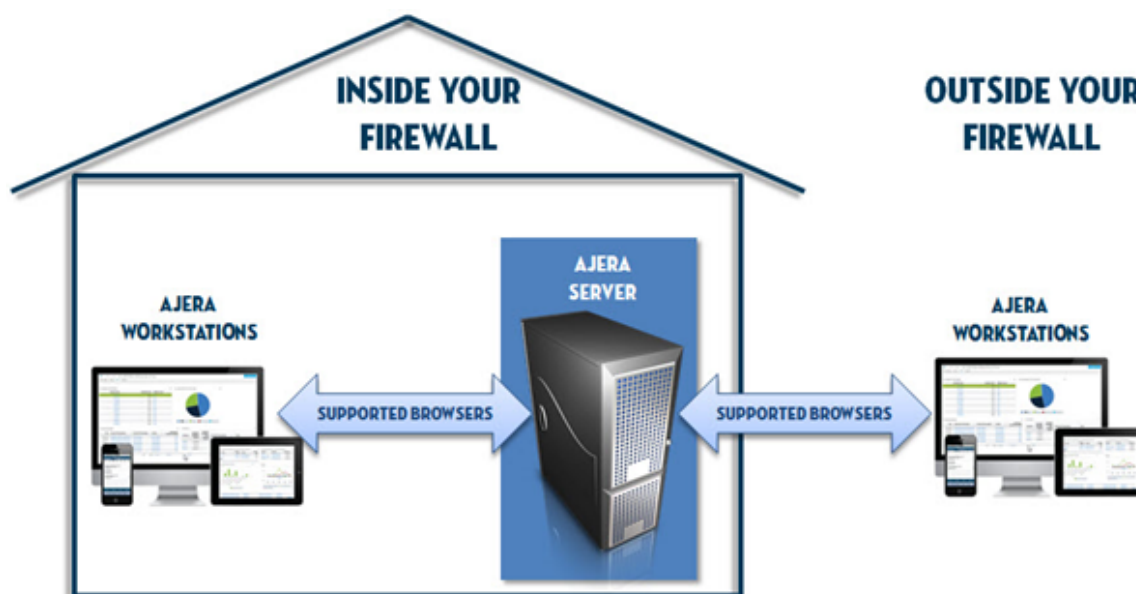 INSIDE YOUR
FIREWALL
OUTSIDE YOUR
FIREWALL
AJERA
SERVER
AJERA
WORKSTATIONS
SUPPORTED BROWSERS
SUPPORTED BROWSERS
AJERA
WORKSTATIONS